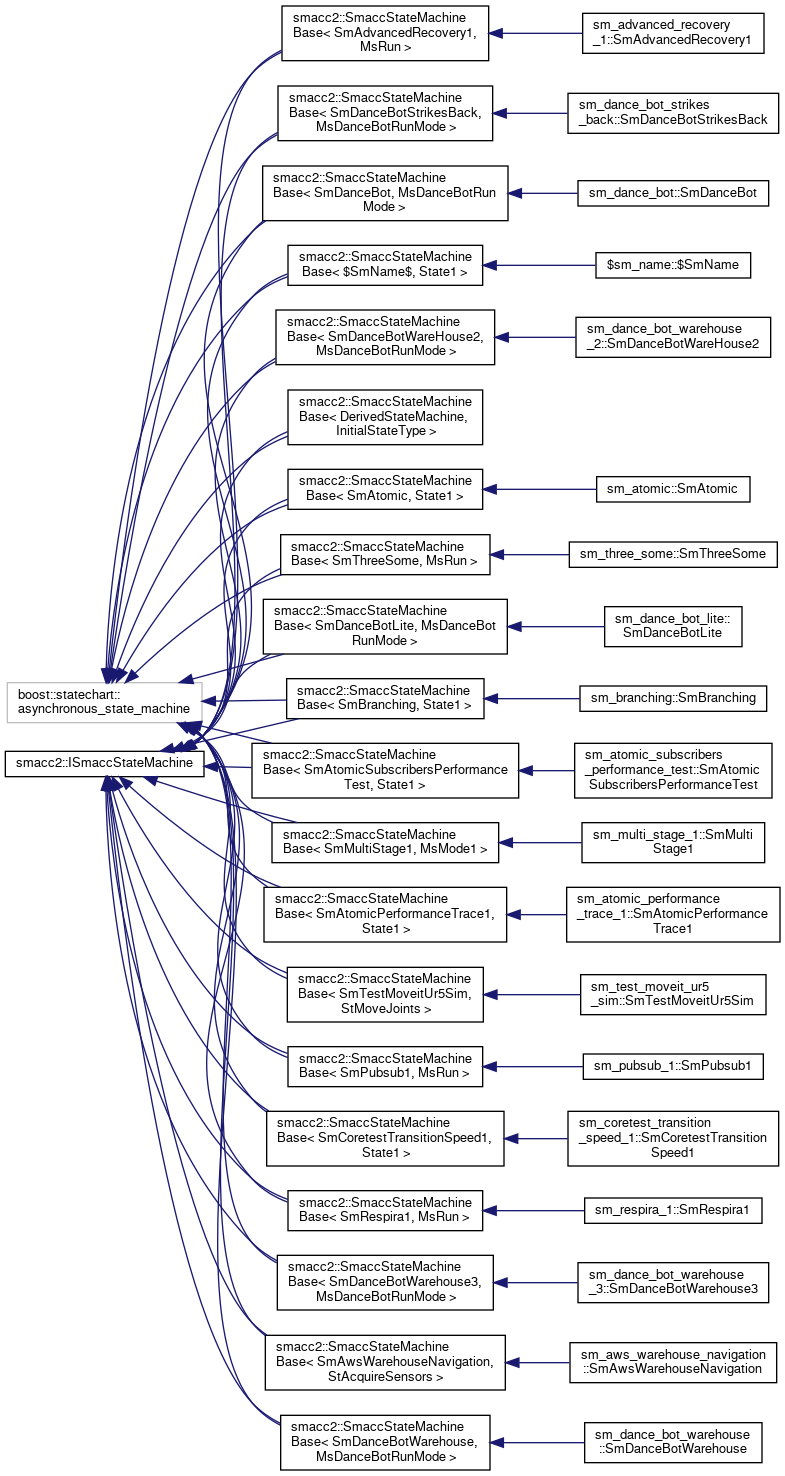 smacc2::SmaccStateMachine
Base< SmAdvancedRecovery1,
MsRun >
sm_advanced_recovery
_1::SmAdvancedRecovery1
smacc2::SmaccStateMachine
Base< SmDanceBotStrikesBack,
MsDanceBotRunMode >
sm_dance_bot_strikes
_back::SmDanceBotStrikesBack
smacc2::SmaccStateMachine
Base< SmDanceBot, MsDanceBotRun
Mode >
sm_dance_bot::SmDanceBot
smacc2::SmaccStateMachine
Base< $SmName$, State1 >
$sm_name::$SmName
smacc2::SmaccStateMachine
Base< SmDanceBotWareHouse2,
MsDanceBotRunMode >
sm_dance_bot_warehouse
_2::SmDanceBotWareHouse2
smacc2::SmaccStateMachine
Base< DerivedStateMachine,
InitialStateType >
smacc2::SmaccStateMachine
Base< SmAtomic, State1 >
sm_atomic::SmAtomic
smacc2::SmaccStateMachine
Base< SmThreeSome, MsRun >
sm_three_some::SmThreeSome
smacc2::SmaccStateMachine
Base< SmDanceBotLite, MsDanceBot
RunMode >
sm_dance_bot_lite::
SmDanceBotLite
boost::statechart::
asynchronous_state_machine
smacc2::SmaccStateMachine
Base< SmBranching, State1 >
sm_branching::SmBranching
smacc2::ISmaccStateMachine
smacc2::SmaccStateMachine
Base< SmAtomicSubscribersPerformance
Test, State1 >
sm_atomic_subscribers
_performance_test::SmAtomic
SubscribersPerformanceTest
smacc2::SmaccStateMachine
Base< SmMultiStage1, MsMode1 >
sm_multi_stage_1::SmMulti
Stage1
smacc2::SmaccStateMachine
Base< SmAtomicPerformanceTrace1,
State1 >
sm_atomic_performance
_trace_1::SmAtomicPerformance
Trace1
smacc2::SmaccStateMachine
Base< SmTestMoveitUr5Sim,
StMoveJoints >
sm_test_moveit_ur5
_sim::SmTestMoveitUr5Sim
smacc2::SmaccStateMachine
Base< SmPubsub1, MsRun >
sm_pubsub_1::SmPubsub1
smacc2::SmaccStateMachine
Base< SmCoretestTransitionSpeed1,
State1 >
sm_coretest_transition
_speed_1::SmCoretestTransition
Speed1
smacc2::SmaccStateMachine
Base< SmRespira1, MsRun >
sm_respira_1::SmRespira1
smacc2::SmaccStateMachine
Base< SmDanceBotWarehouse3,
MsDanceBotRunMode >
sm_dance_bot_warehouse
_3::SmDanceBotWarehouse3
smacc2::SmaccStateMachine
Base< SmAwsWarehouseNavigation,
StAcquireSensors >
sm_aws_warehouse_navigation
::SmAwsWarehouseNavigation
smacc2::SmaccStateMachine
Base< SmDanceBotWarehouse,
MsDanceBotRunMode >
sm_dance_bot_warehouse
::SmDanceBotWarehouse